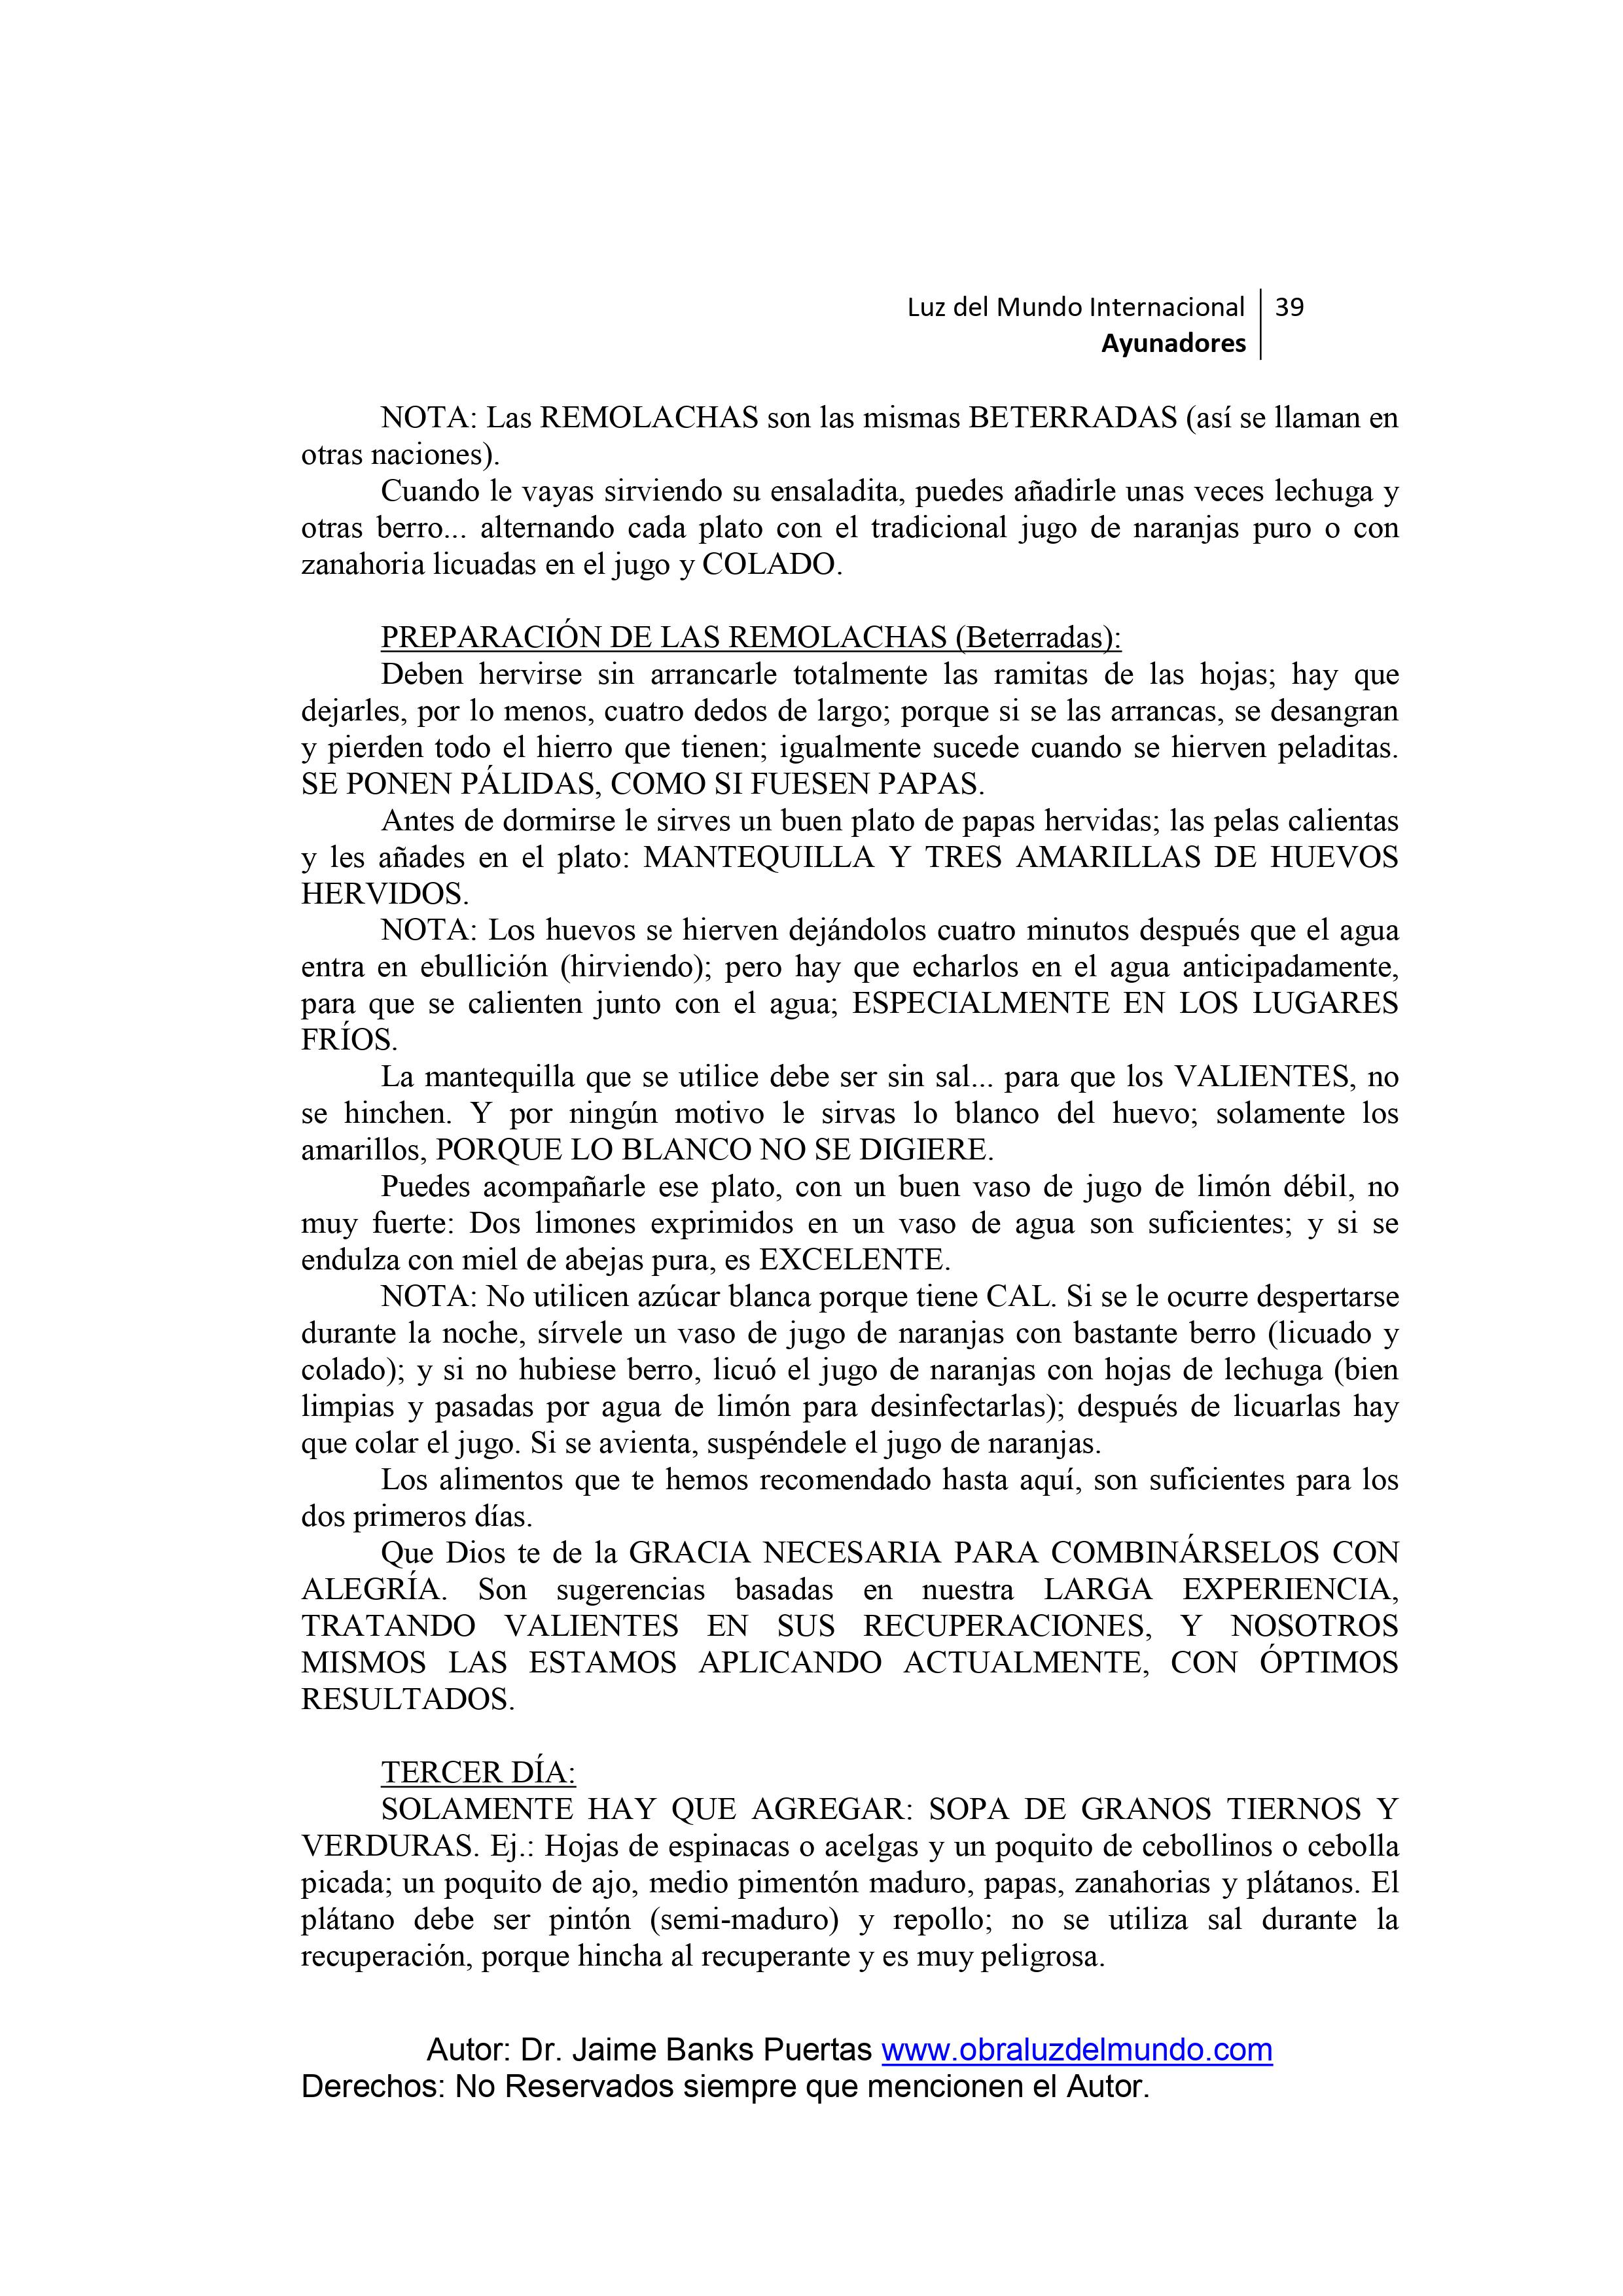 Luz del Mundo Internacional 39
Ayunadores
NOTA: Las REMOLACHAS son las mismas BETERRADAS (así se llaman en
otras naciones).
Cuando le vayas sirviendo su ensaladita, puedes añadirle unas veces lechuga y
otras berro... alternando cada plato con el tradicional jugo de naranjas puro o con
zanahoria licuadas en el jugo y COLADO.
PREPARACIÓN DE LAS REMOLACHAS (Beterradas):
Deben hervirse sin arrancarle totalmente las ramitas de las hojas; hay que
dejarles, por lo menos, cuatro dedos de largo; porque si se las arrancas, se desangran
y pierden todo el hierro que tienen; igualmente sucede cuando se hierven peladitas.
SE PONEN PÁLIDAS, COMO SI FUESEN PAPAS.
Antes de dormirse le sirves un buen plato de papas hervidas; las pelas calientas
y les añades en el plato: MANTEQUILLA Y TRES AMARILLAS DE HUEVOS
HERVIDOS.
NOTA: Los huevos se hierven dejándolos cuatro minutos después que el agua
entra en ebullición (hirviendo); pero hay que echarlos en el agua anticipadamente,
para que se calienten junto con el agua; ESPECIALMENTE EN LOS LUGARES
FRÍOS.
La mantequilla que se utilice debe ser sin sal... para que los VALIENTES, no
se hinchen. Y por ningún motivo le sirvas lo blanco del huevo; solamente los
amarillos, PORQUE LO BLANCO NO SE DIGIERE.
Puedes acompañarle ese plato, con un buen vaso de jugo de limón débil, no
muy fuerte: Dos limones exprimidos en un vaso de agua son suficientes; y si se
endulza con miel de abejas pura, es EXCELENTE.
NOTA: No utilicen azúcar blanca porque tiene CAL. Si se le ocurre despertarse
durante la noche, sírvele un vaso de jugo de naranjas con bastante berro (licuado y
colado); y si no hubiese berro, licuó el jugo de naranjas con hojas de lechuga (bien
limpias y pasadas por agua de limón para desinfectarlas); después de licuarlas hay
que colar el jugo. Si se avienta, suspéndele el jugo de naranjas.
Los alimentos que te hemos recomendado hasta aquí, son suficientes para los
dos primeros días.
Que Dios te de la GRACIA NECESARIA PARA COMBINÁRSELOS CON
ALEGRÍA. Son sugerencias basadas en nuestra LARGA EXPERIENCIA,
TRATANDO VALIENTES EN SUS RECUPERACIONES, Y NOSOTROS
MISMOS LAS ESTAMOS APLICANDO ACTUALMENTE, CON ÓPTIMOS
RESULTADOS.
TERCER DÍA:
SOLAMENTE HAY QUE AGREGAR: SOPA DE GRANOS TIERNOS Y
VERDURAS. Ej.: Hojas de espinacas o acelgas y un poquito de cebollinos o cebolla
picada; un poquito de ajo, medio pimentón maduro, papas, zanahorias y plátanos. El
plátano debe ser pintón (semi-maduro) y repollo; no se utiliza sal durante la
recuperación, porque hincha al recuperante y es muy peligrosa.
Autor: Dr. Jaime Banks Puertas www.obraluzdelmundo.com
Derechos: No Reservados siempre que mencionen el Autor.